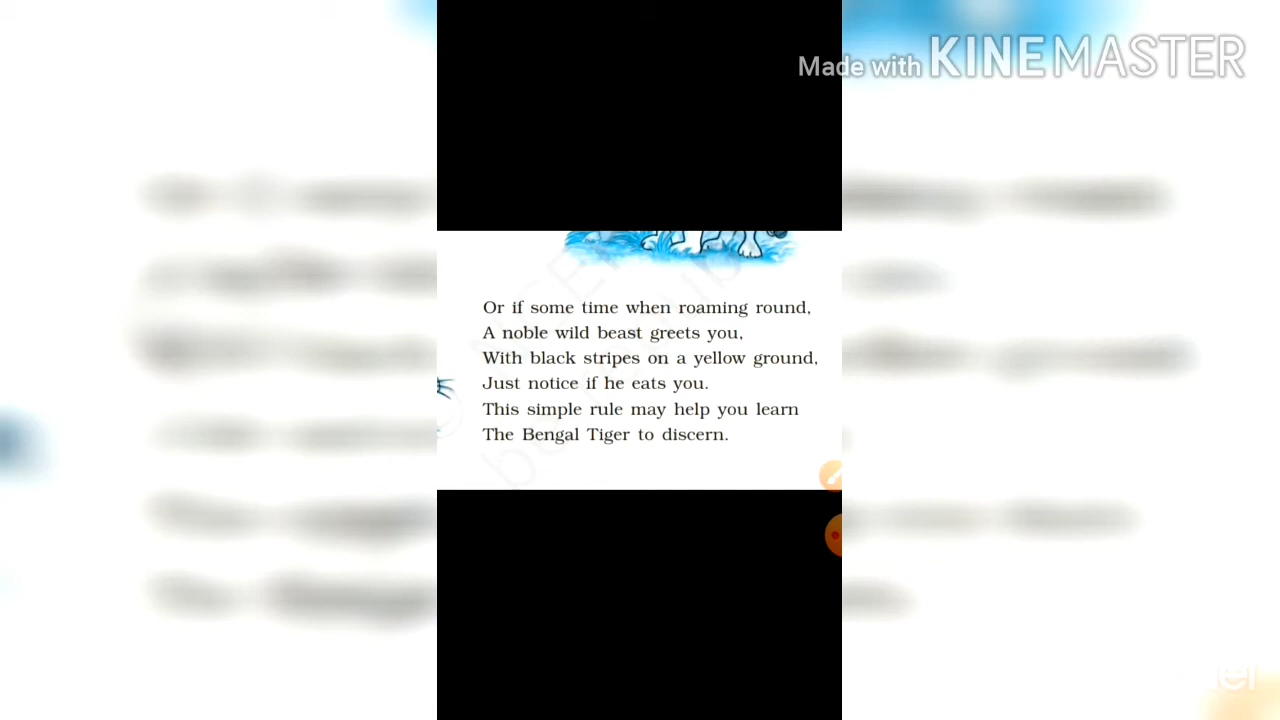 Made with KINEMASTER
Or if some time when roaming round,
A noble wild beast greets you,
With black stripes on a yellow ground,
Just notice if he eats you.
This simple rule may help you learn
The Bengal Tiger to discern.